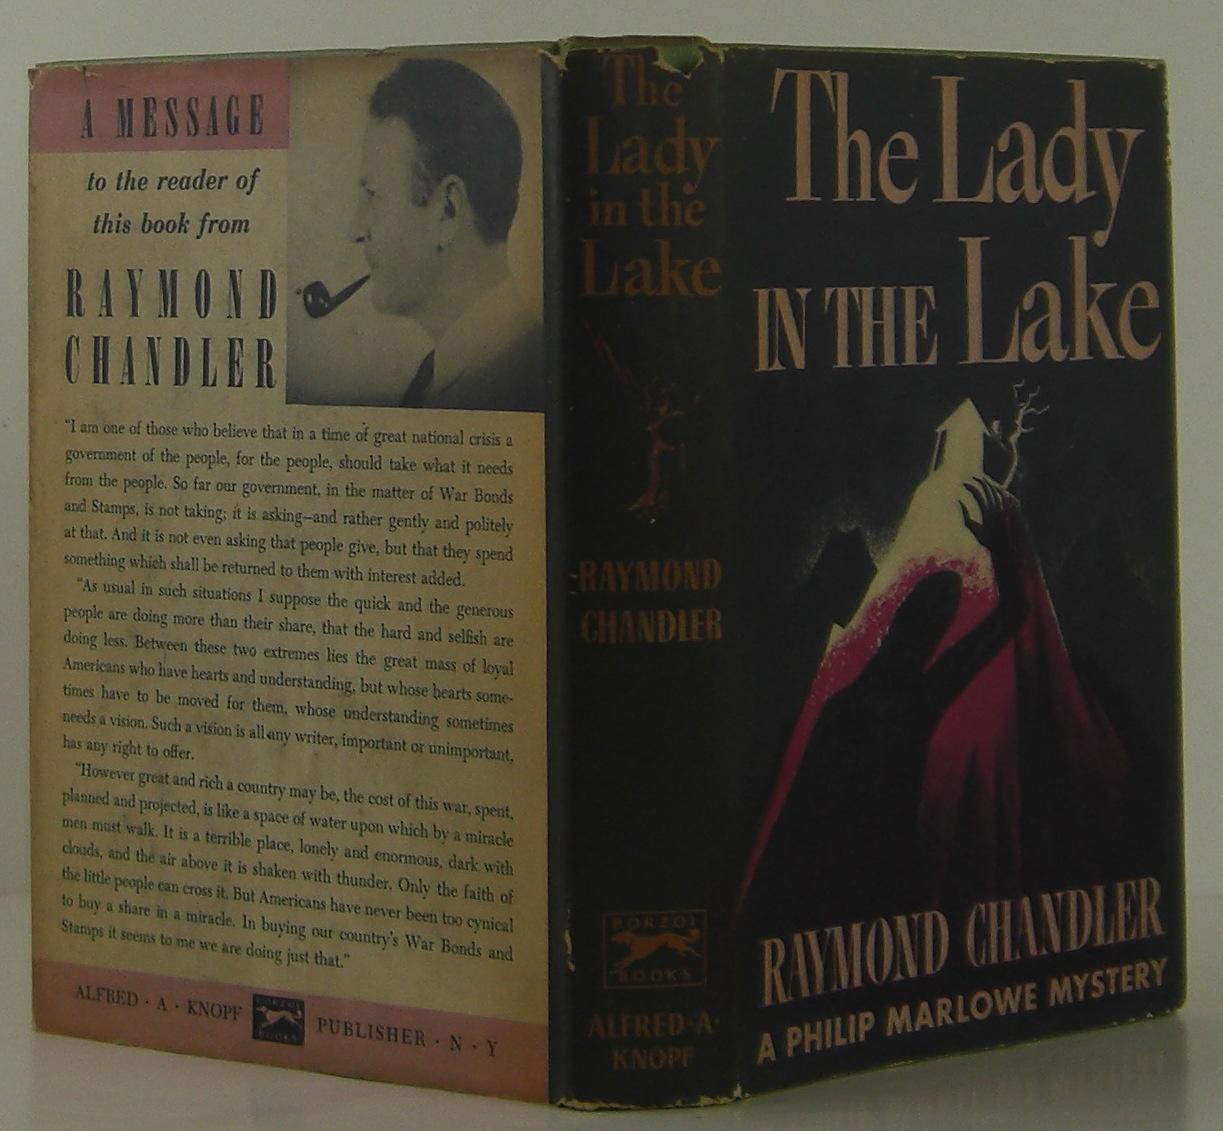 A MESSAGE
to the reader of
this book from
RAYMOND
CHANDLER
"I am one of those who believe that in a time of great national crisis a
government of the people, for the people, should take what it needs
from the people. So far our government, in the matter of War Bonds
and Stamps, is not taking; it is asking—and rather gently and politely
at that. And it is not even asking that people give, but that they spend
something which shall be returned to them with interest added.
"As usual in such situations I suppose the quick and the generous
people are doing more than their share, that the hard and selfish are
doing less. Between these two extremes lies the great mass of loyal
Americans who have hearts and understanding, but whose hearts some-
times have to be moved for them, whose understanding sometimes
needs a vision. Such a vision is all any writer, important or unimportant,
has any right to offer.
"However great and rich a country may be, the cost of this war, spent,
planned and projected, is like a space of water upon which by a miracle
men must walk. It is a terrible place, lonely and enormous, dark with
clouds, and the air above it is shaken with thunder. Only the faith of
the little people can cross it. But Americans have never been too cynical
to buy a share in a miracle. In buying our country's War Bonds and
Stamps it seems to me we are doing just that."
ALFRED · A · KNOPF
BORZOI
BOOKS
PUBLISHER · N · Y
The
Lady
in the
Lake
RAYMOND
CHANDLER
BORZOI
BOOKS
ALFRED·A·
KNOPF
The Lady
IN THE Lake
RAYMOND CHANDLER
A PHILIP MARLOWE MYSTERY